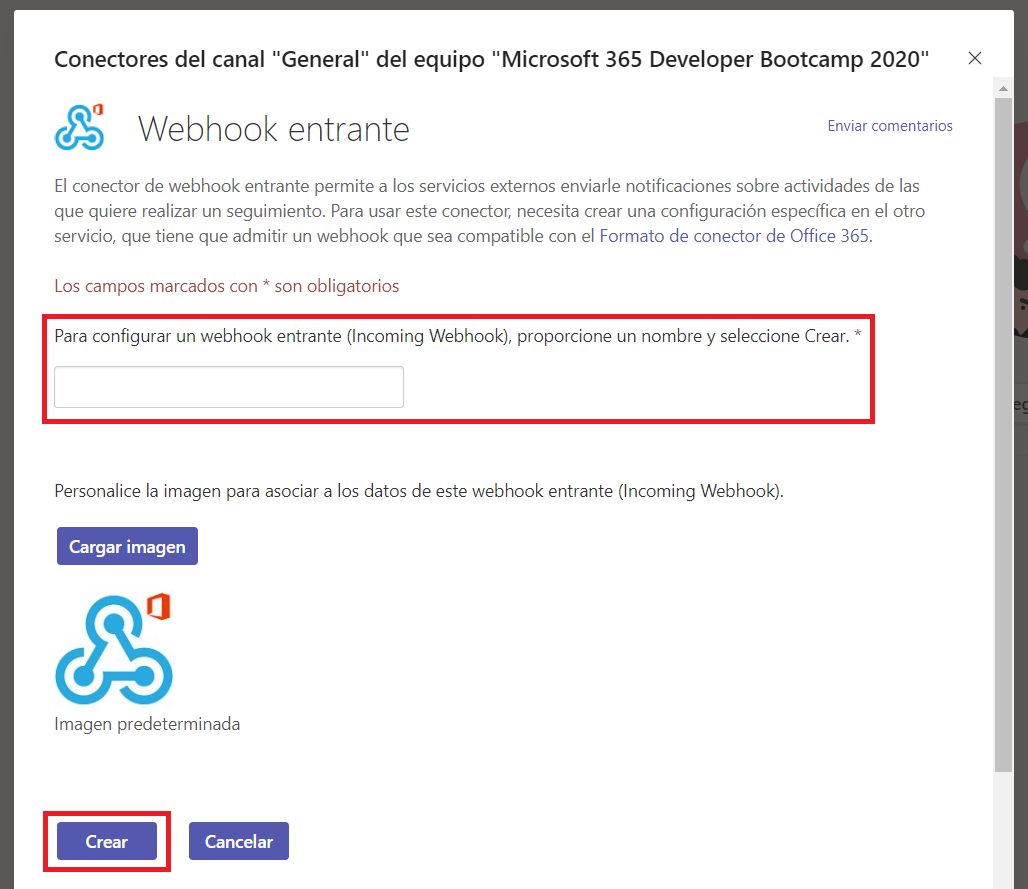 Conectores del canal "General" del equipo "Microsoft 365 Developer Bootcamp 2020"
Webhook entrante
Enviar comentarios
El conector de webhook entrante permite a los servicios externos enviarle notificaciones sobre actividades de las
que quiere realizar un seguimiento. Para usar este conector, necesita crear una configuración específica en el otro
servicio, que tiene que admitir un webhook que sea compatible con el Formato de conector de Office 365.
Los campos marcados con * son obligatorios
Para configurar un webhook entrante (Incoming Webhook), proporcione un nombre y seleccione Crear. *
Personalice la imagen para asociar a los datos de este webhook entrante (Incoming Webhook).
Cargar imagen
Imagen predeterminada
Crear
Cancelar